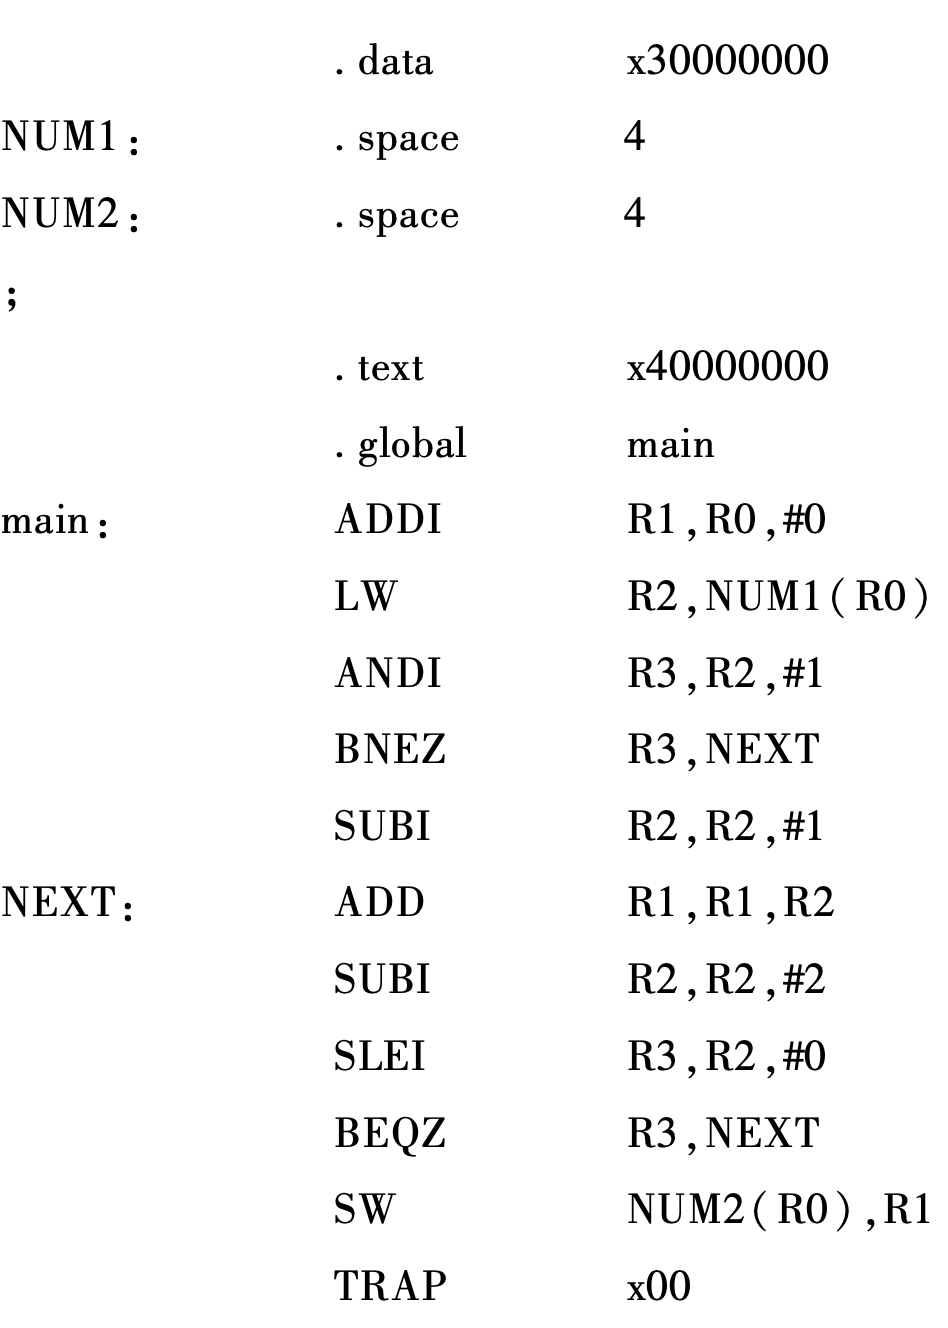 . data x30000000
NUM1: . space 4
NUM2: . space 4
;
. text x40000000
. global main
main: ADDI R1,R0,#0
LW R2,NUM1(R0)
ANDI R3,R2,#1
BNEZ R3,NEXT
SUBI R2,R2,#1
NEXT: ADD R1,R1,R2
SUBI R2,R2,#2
SLEI R3,R2,#0
BEQZ R3,NEXT
SW NUM2(R0),R1
TRAP x00